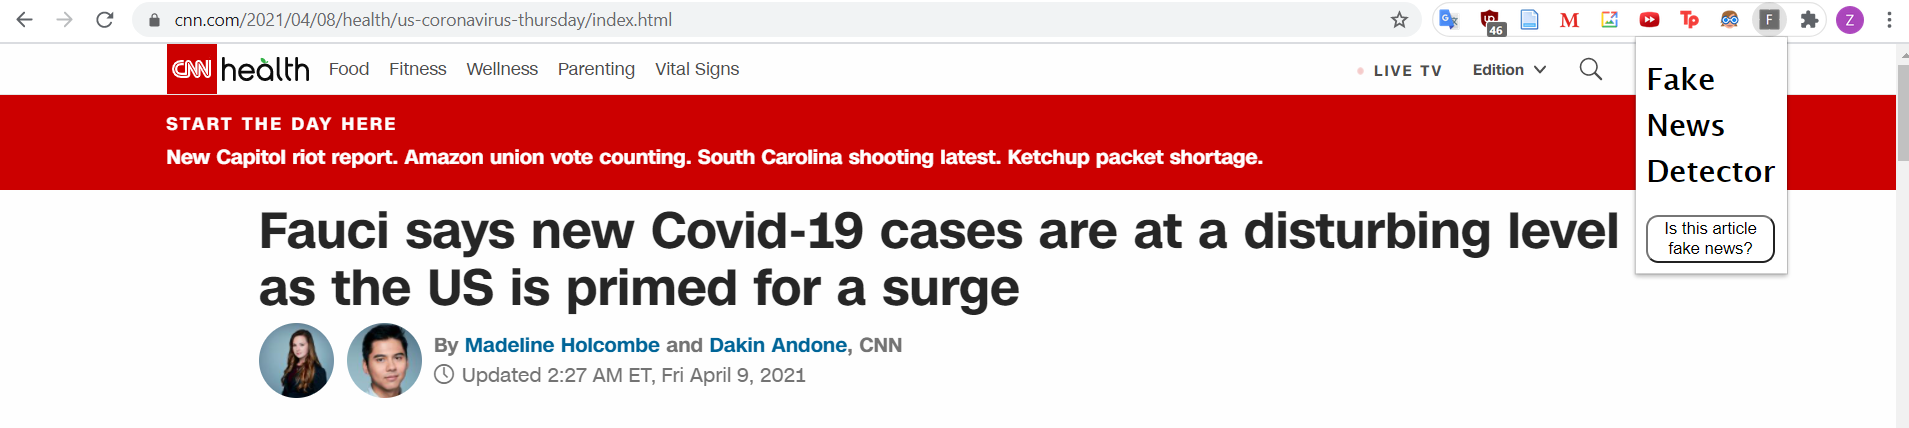 cnn.com/2021/04/08/health/us-coronavirus-thursday/index.html
46
M
Tp
F
Z
CNN health Food Fitness Wellness Parenting Vital Signs
LIVE TV Edition
START THE DAY HERE
New Capitol riot report. Amazon union vote counting. South Carolina shooting latest. Ketchup packet shortage.
Fake
News
Detector
Is this article
fake news?
Fauci says new Covid-19 cases are at a disturbing level
as the US is primed for a surge
By Madeline Holcombe and Dakin Andone, CNN
Updated 2:27 AM ET, Fri April 9, 2021